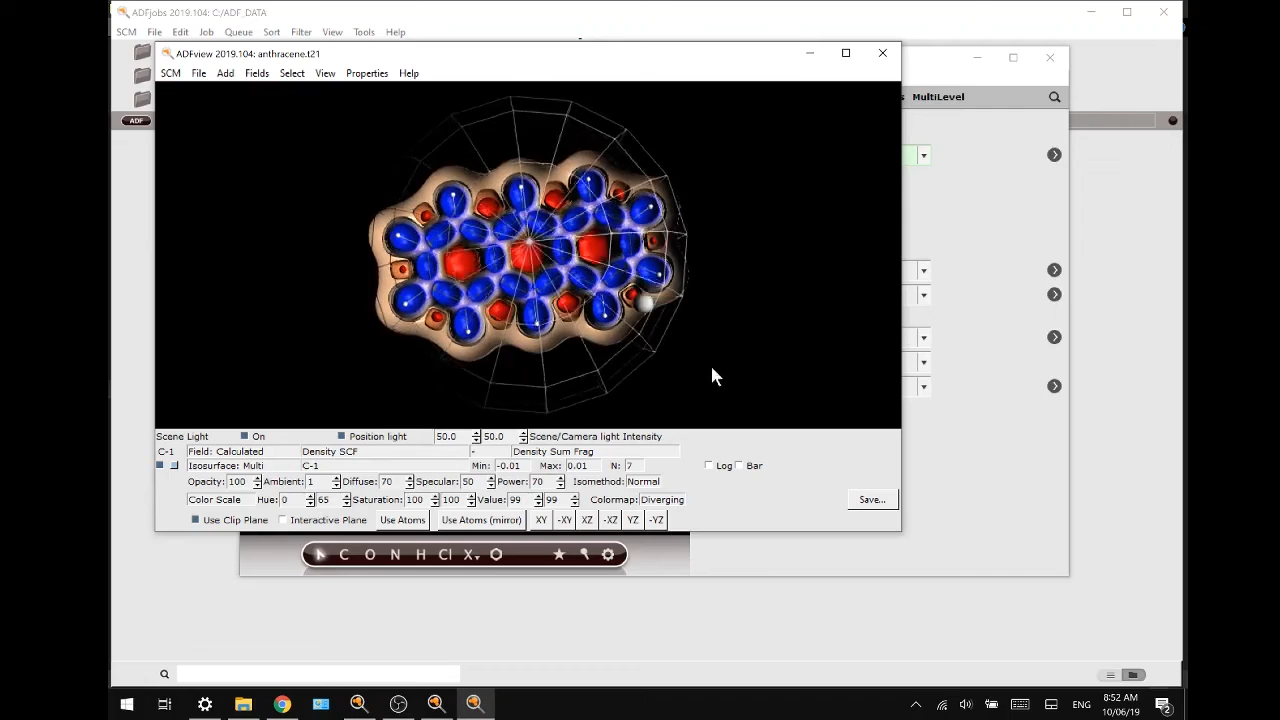 ADFjobs 2019.104: C:/ADF_DATA
SCM File Edit Job Queue Sort Filter View Tools Help
ADFview 2019.104: anthracene.t21
SCM File Add Fields Select View Properties Help
MultiLevel
ADF
Scene Light On Position light 50.0 50.0 Scene/Camera light Intensity
C-1 Field: Calculated Density SCF - Density Sum Frag
Isosurface: Multi C-1 Min: -0.01 Max: 0.01 N: 7 Log Bar
Opacity: 100 Ambient: 1 Diffuse: 70 Specular: 50 Power: 70 Isomethod: Normal
Color Scale Hue: 0 65 Saturation: 100 100 Value: 99 99 Colormap: Diverging
Save...
Use Clip Plane Interactive Plane Use Atoms Use Atoms (mirror) XY -XY XZ -XZ YZ -YZ
C O N H Cl X
8:52 AM
ENG
10/06/19
2